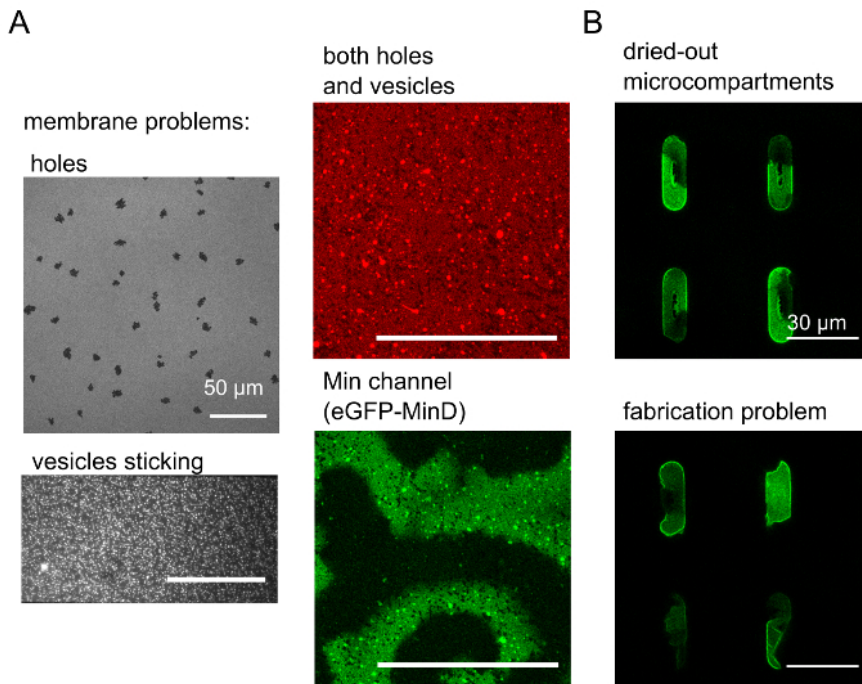 A
membrane problems:
holes
50 µm
vesicles sticking
both holes
and vesicles
Min channel
(eGFP-MinD)
B
dried-out
microcompartments
30 µm
fabrication problem